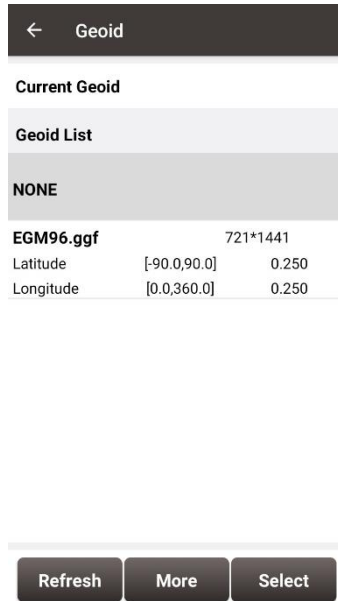 Geoid
Current Geoid
Geoid List
NONE
EGM96.ggf 721*1441
Latitude [-90.0,90.0] 0.250
Longitude [0.0,360.0] 0.250
Refresh More Select